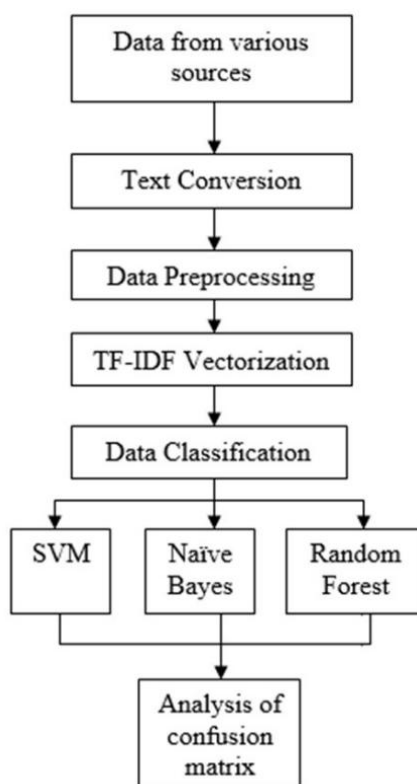 Data from various
sources
Text Conversion
Data Preprocessing
TF-IDF Vectorization
Data Classification
SVM
Naïve
Bayes
Random
Forest
Analysis of
confusion
matrix